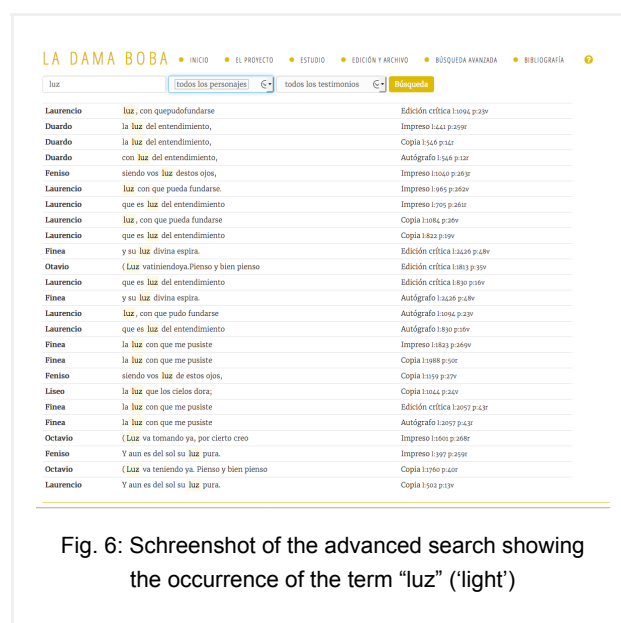 LA DAMA BOBA • INICIO • EL PROYECTO • ESTUDIO • EDICIÓN Y ARCHIVO • BÚSQUEDA AVANZADA • BIBLIOGRAFÍA ?
luz todos los personajes todos los testimonios Búsqueda
Laurencio luz, con quepudofundarse Edición crítica l:1094 p:23v
Duardo la luz del entendimiento, Impreso l:441 p:259r
Duardo la luz del entendimiento, Copia l:546 p:14r
Duardo con luz del entendimiento, Autógrafo l:546 p:12r
Feniso siendo vos luz destos ojos, Impreso l:1040 p:263r
Laurencio luz con que pueda fundarse. Impreso l:965 p:262v
Laurencio que es luz del entendimiento Impreso l:705 p:261r
Laurencio luz, con que pueda fundarse Copia l:1084 p:26v
Laurencio que es luz del entendimiento Copia l:822 p:19v
Finea y su luz divina espira. Edición crítica l:2426 p:48v
Otavio (Luz vatiniendoya.Pienso y bien pienso Edición crítica l:1813 p:35v
Laurencio que es luz del entendimiento Edición crítica l:830 p:16v
Finea y su luz divina espira. Autógrafo l:2426 p:48v
Laurencio luz, con que pudo fundarse Autógrafo l:1094 p:23v
Laurencio que es luz del entendimiento Autógrafo l:830 p:16v
Finea la luz con que me pusiste Impreso l:1823 p:269v
Finea la luz con que me pusiste Copia l:1988 p:50r
Feniso siendo vos luz de estos ojos, Copia l:1159 p:27v
Liseo la luz que los cielos dora; Copia l:1044 p:24v
Finea la luz con que me pusiste Edición crítica l:2057 p:43r
Finea la luz con que me pusiste Autógrafo l:2057 p:43r
Octavio (Luz va tomando ya, por cierto creo Impreso l:1601 p:268r
Feniso Y aun es del sol su luz pura. Impreso l:397 p:259r
Octavio (Luz va teniendo ya. Pienso y bien pienso Copia l:1760 p:40r
Laurencio Y aun es del sol su luz pura. Copia l:502 p:13v
Fig. 6: Schreenshot of the advanced search showing
the occurrence of the term “luz” (‘light’)